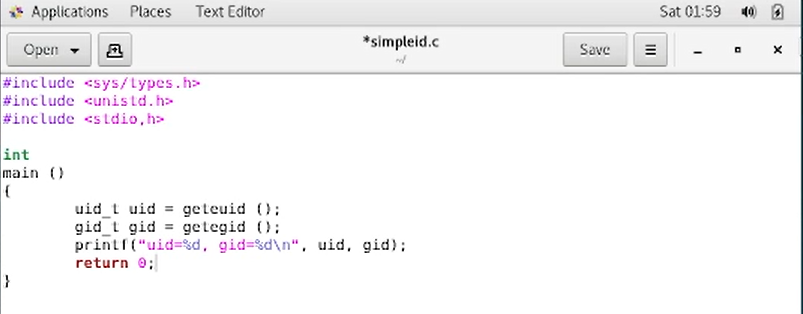 Applications Places Text Editor Sat 01:59
Open *simpleid.c Save
~/
#include <sys/types.h>
#include <unistd.h>
#include <stdio,h>
int
main ()
{
uid_t uid = geteuid ();
gid_t gid = getegid ();
printf("uid=%d, gid=%d\n", uid, gid);
return 0;
}